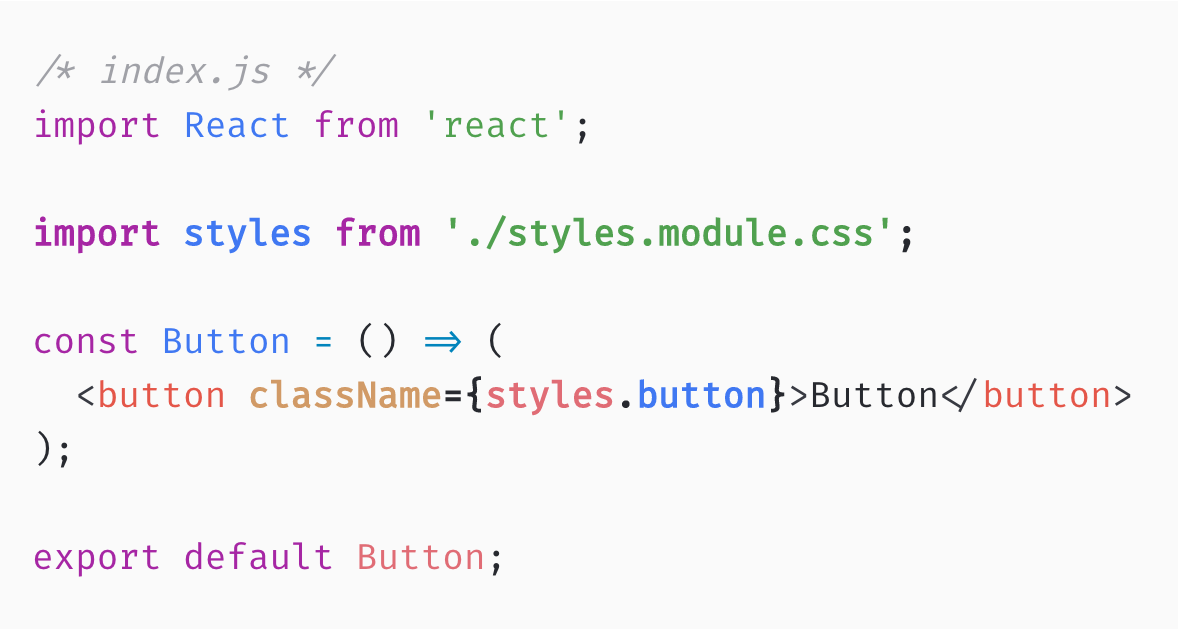 /* index.js */
import React from 'react';
import styles from './styles.module.css';
const Button = () => (
  <button className={styles.button}>Button</button>
);
export default Button;